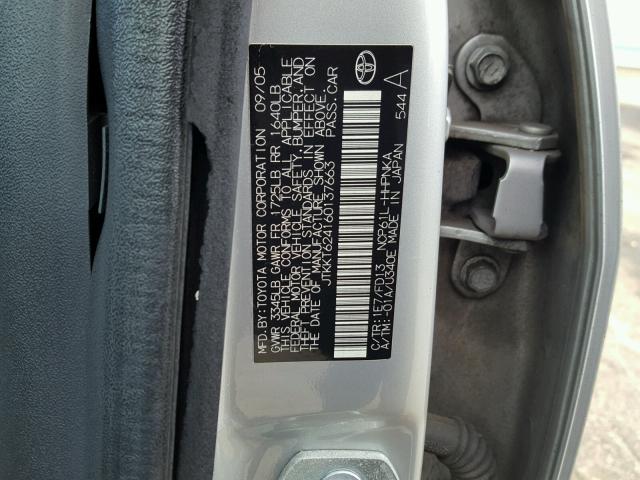 MFD.BY:TOYOTA MOTOR CORPORATION 09/05
GVWR 3345LB GAWR FR 1725LB RR 1640LB
THIS VEHICLE CONFORMS TO ALL APPLICABLE
FEDERAL MOTOR VEHICLE SAFETY, BUMPER, AND
THEFT PREVENTION STANDARDS IN EFFECT ON
THE DATE OF MANUFACTURE SHOWN ABOVE.
JTKKT624160137663 PASS.CAR
C/TR:1E7/FD13 NCP61L-HHPNKA
A/TM:-01A/U340E MADE IN JAPAN
544 A